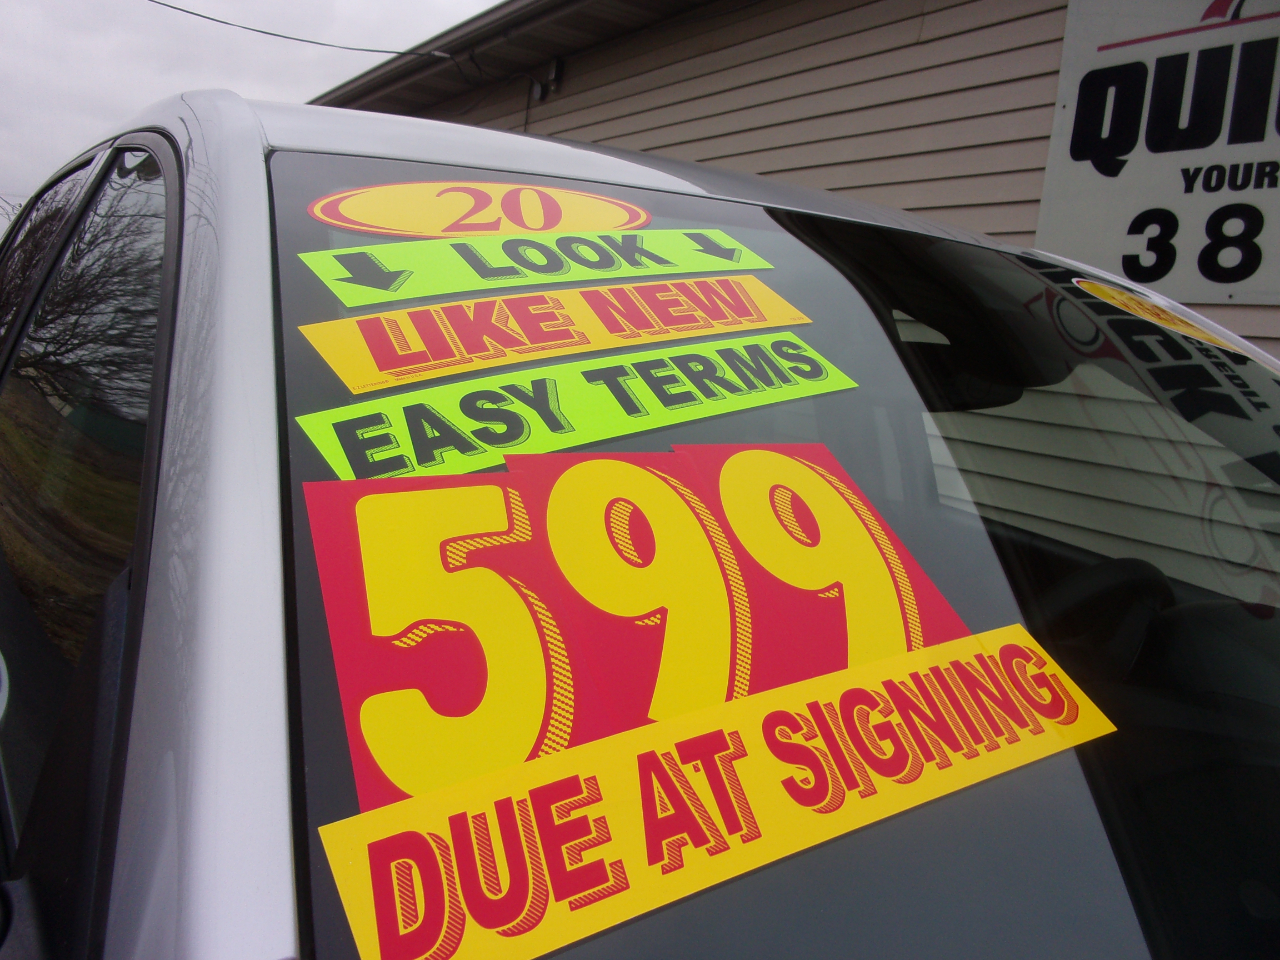 20
LOOK
LIKE NEW
EASY TERMS
599
DUE AT SIGNING
QUI
YOUR
38